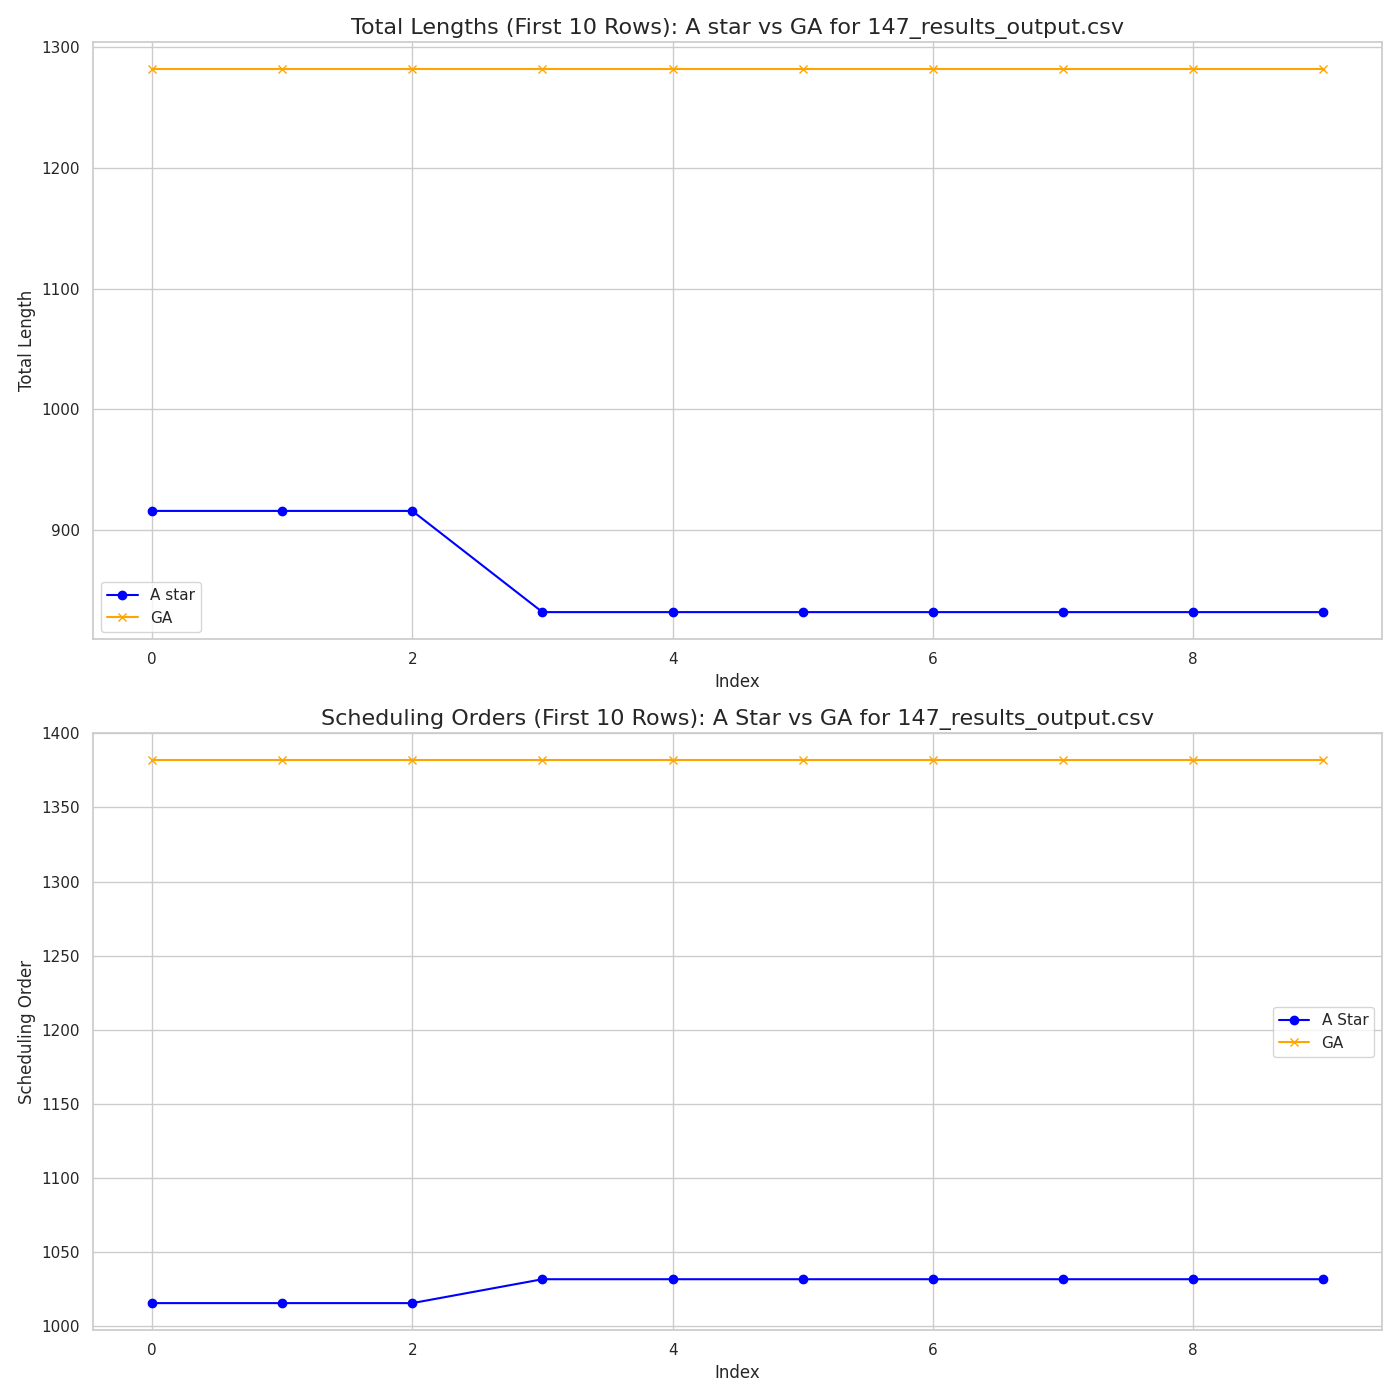 Total Lengths (First 10 Rows): A star vs GA for 147_results_output.csv
1300
1200
1100
1000
900
Total Length
A star
GA
0 2 4 6 8
Index
Scheduling Orders (First 10 Rows): A Star vs GA for 147_results_output.csv
1400
1350
1300
1250
1200
1150
1100
1050
1000
Scheduling Order
A Star
GA
0 2 4 6 8
Index